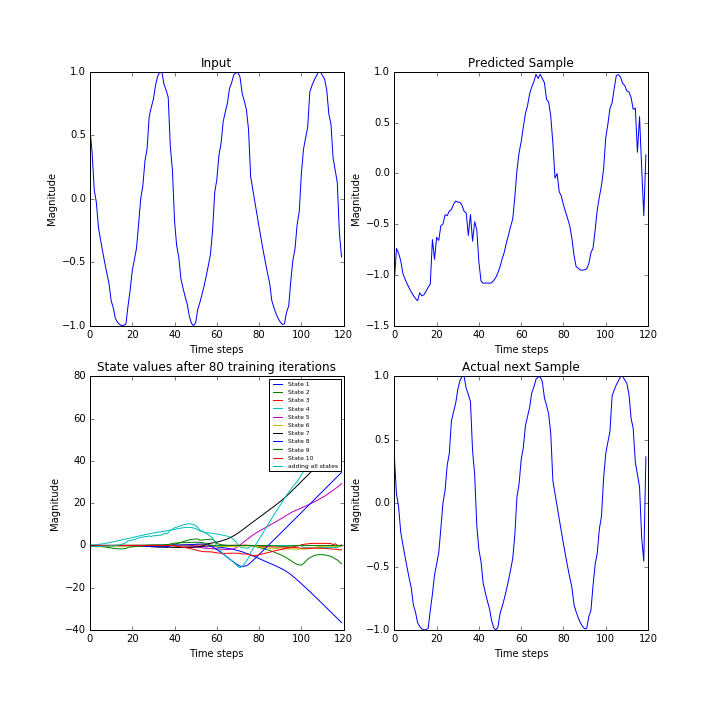 Input
Magnitude
1.0
0.5
0.0
−0.5
−1.0
0 20 40 60 80 100 120
Time steps
Predicted Sample
Magnitude
1.0
0.5
0.0
−0.5
−1.0
−1.5
0 20 40 60 80 100 120
Time steps
State values after 80 training iterations
Magnitude
80
60
40
20
0
−20
−40
0 20 40 60 80 100 120
Time steps
State 1
State 2
State 3
State 4
State 5
State 6
State 7
State 8
State 9
State 10
adding all states
Actual next Sample
Magnitude
1.0
0.5
0.0
−0.5
−1.0
0 20 40 60 80 100 120
Time steps